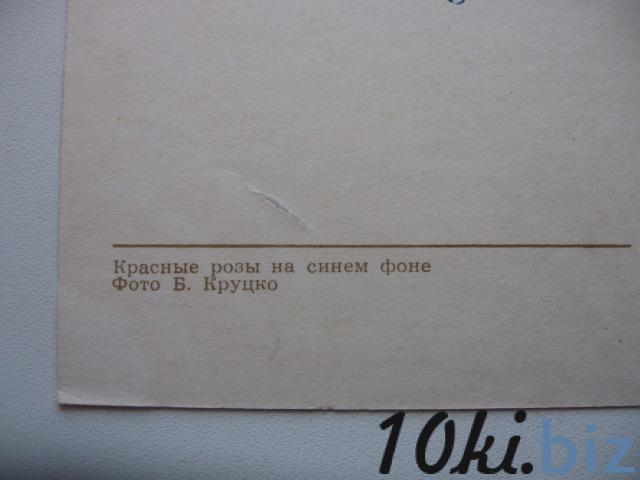 Красные розы на синем фоне
Фото Б. Круцко
10ki.biz